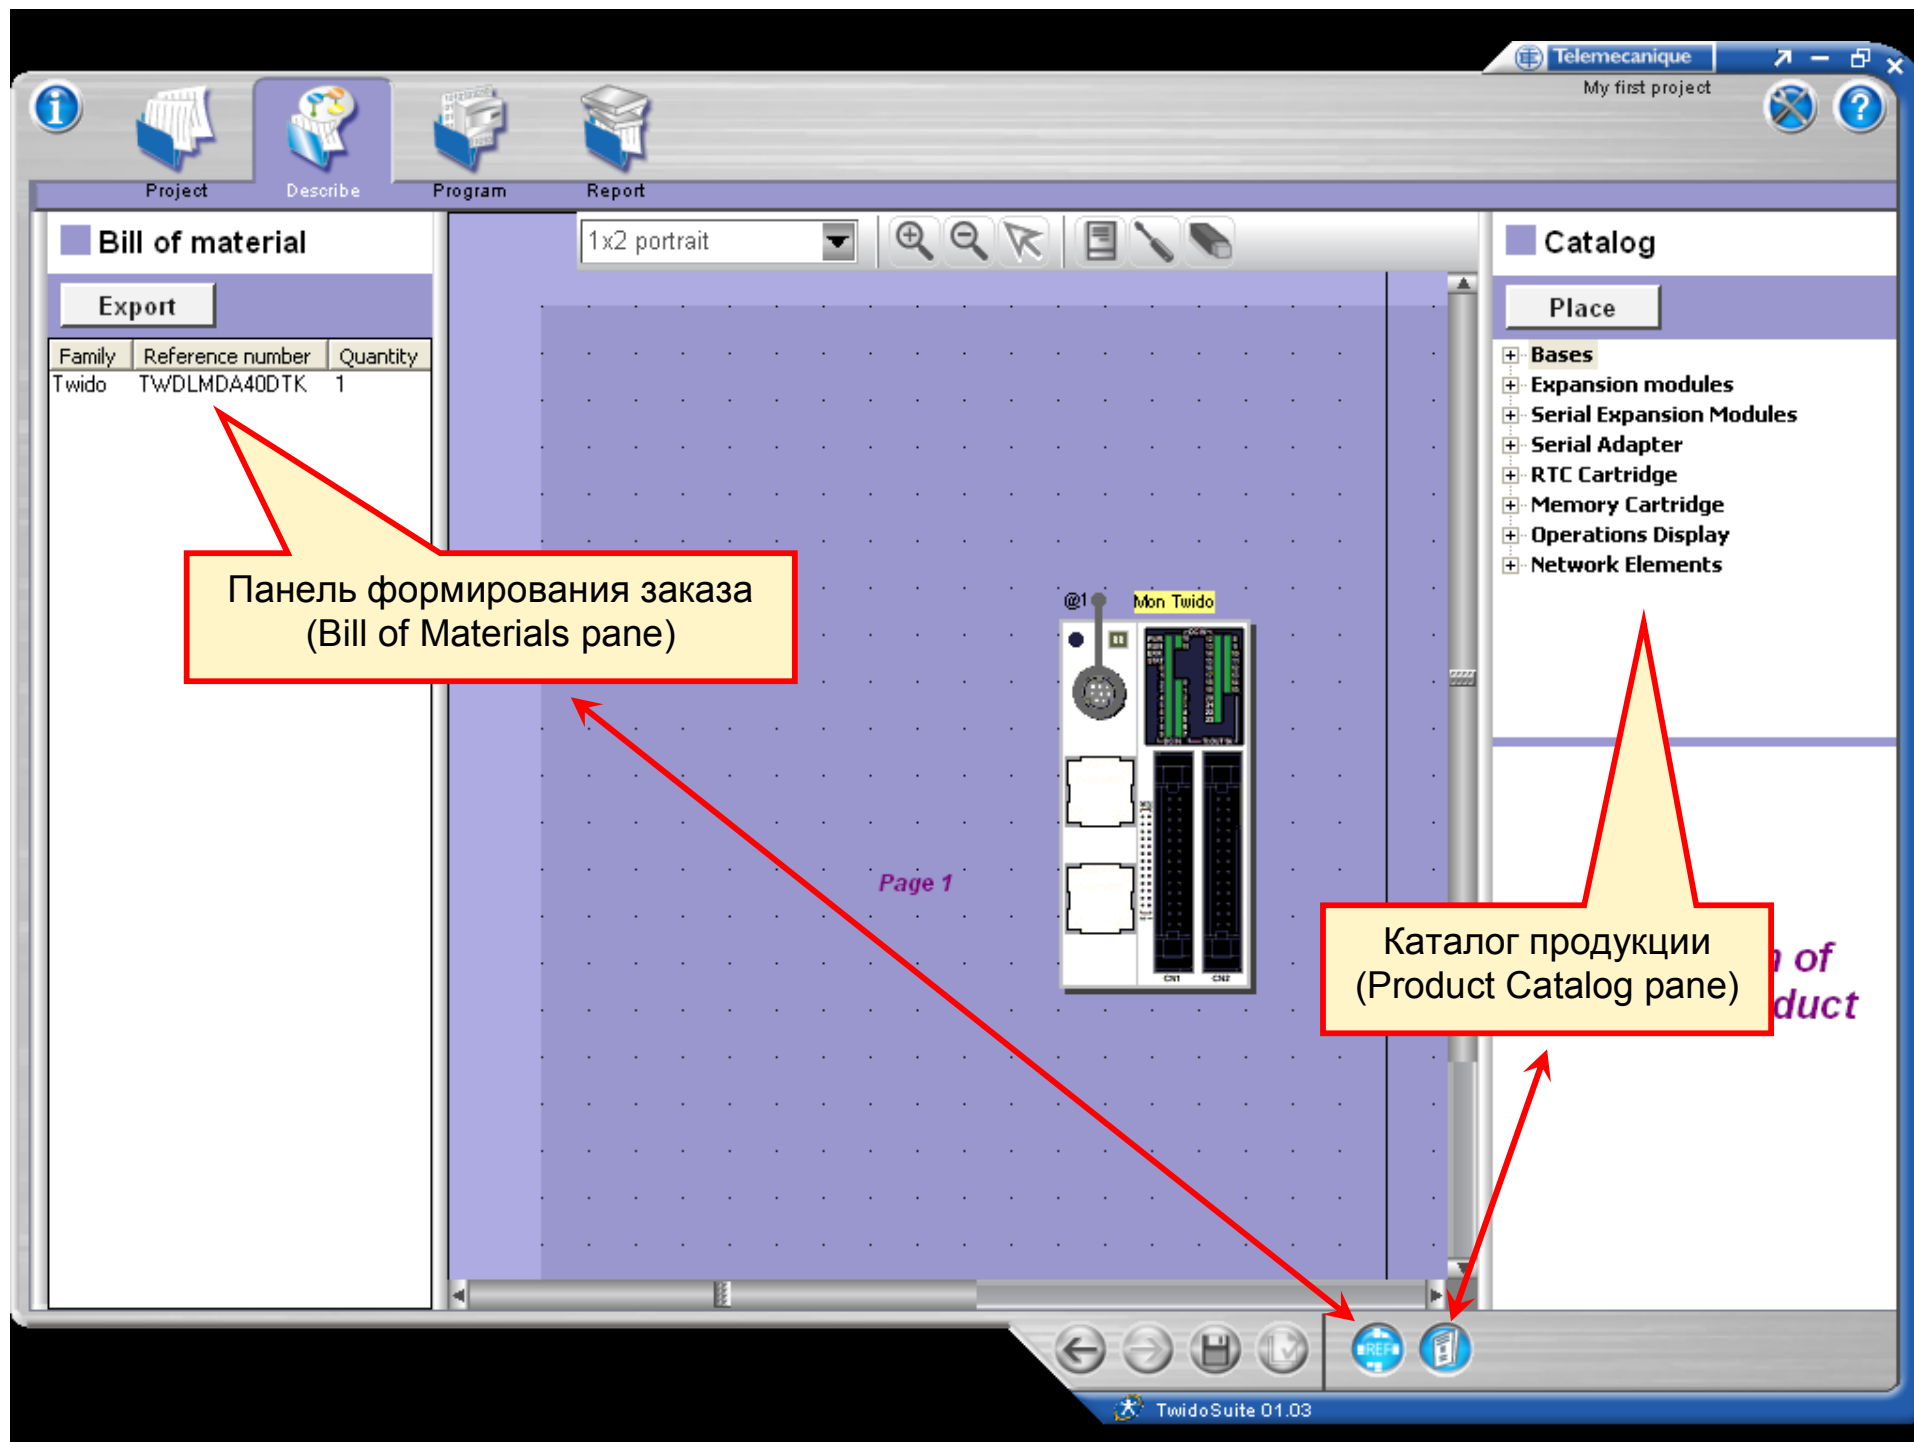 Telemecanique
My first project
Project
Describe
Program
Report
Bill of material
Export
Family Reference number Quantity
Twido TWDLMDA40DTK 1
1x2 portrait
Catalog
Place
Bases
Expansion modules
Serial Expansion Modules
Serial Adapter
RTC Cartridge
Memory Cartridge
Operations Display
Network Elements
Панель формирования заказа
(Bill of Materials pane)
@1
Mon Twido
Page 1
CN1 CN2
Каталог продукции
(Product Catalog pane)
of
duct
REF
TwidoSuite 01.03